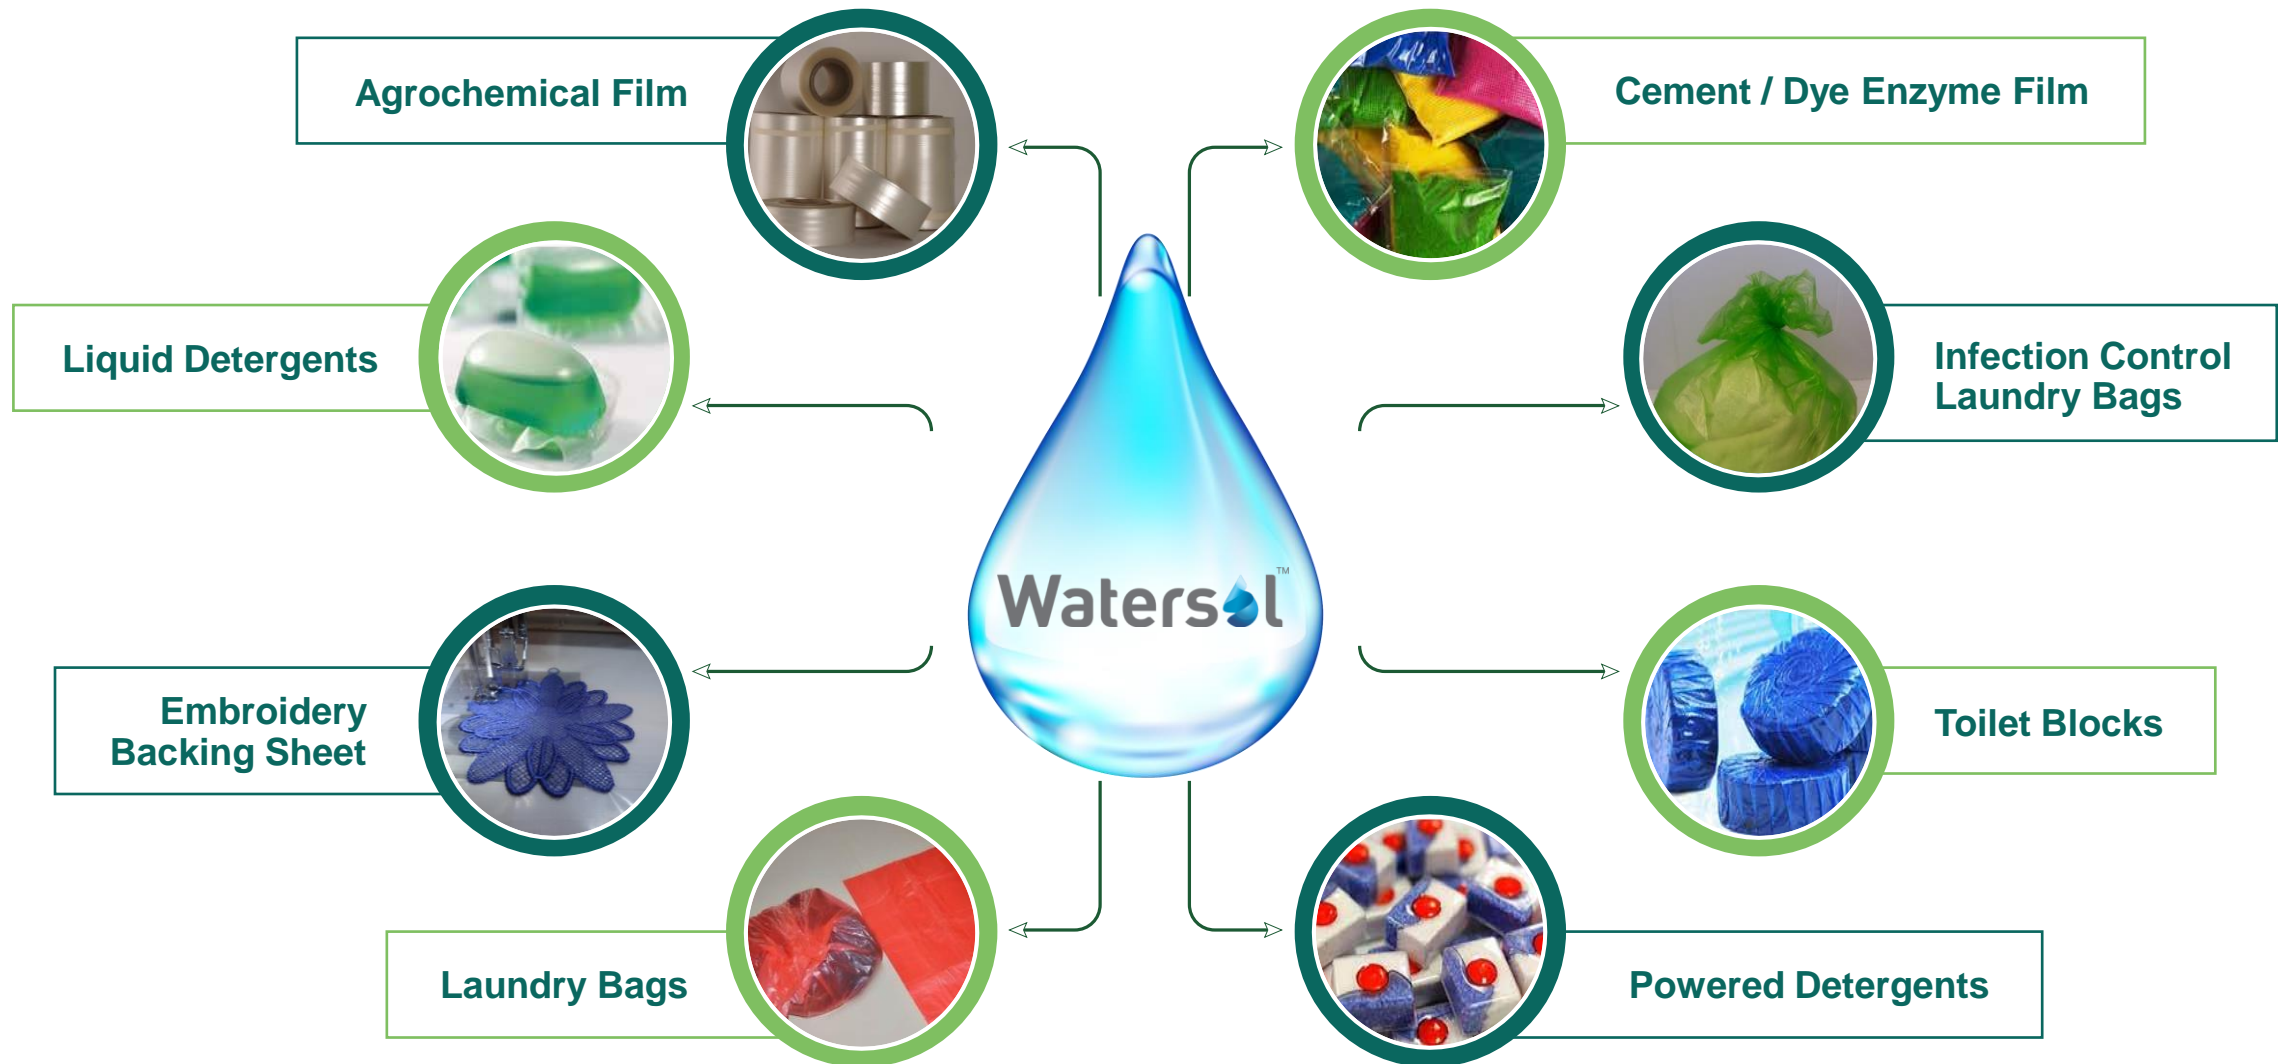 Agrochemical Film
Cement / Dye Enzyme Film
Liquid Detergents
Infection Control
Laundry Bags
Watersol™
Embroidery
Backing Sheet
Toilet Blocks
Laundry Bags
Powered Detergents